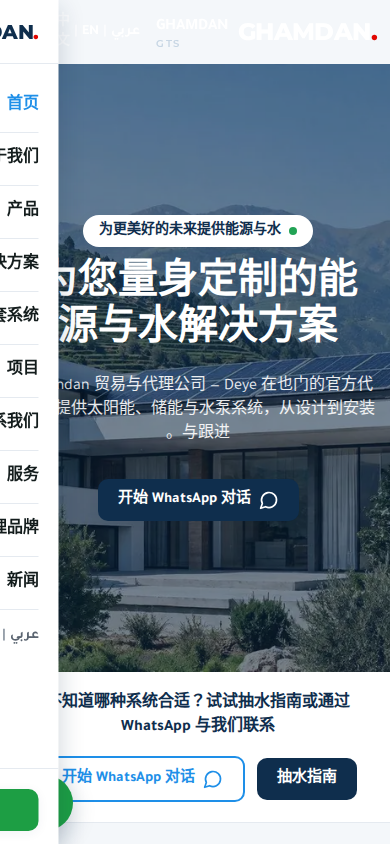 DAN.
首页
于我们
产品
决方案
套系统
项目
系我们
服务
理品牌
新闻
عربي |
| EN | عربي
GHAMDAN
GTS
GHAMDAN.
为更美好的未来提供能源与水
为您量身定制的能
源与水解决方案
ndan 贸易与代理公司 — Deye 在也门的官方代
提供太阳能、储能与水泵系统，从设计到安装
。与跟进
开始 WhatsApp 对话
不知道哪种系统合适？试试抽水指南或通过
WhatsApp 与我们联系
开始 WhatsApp 对话
抽水指南